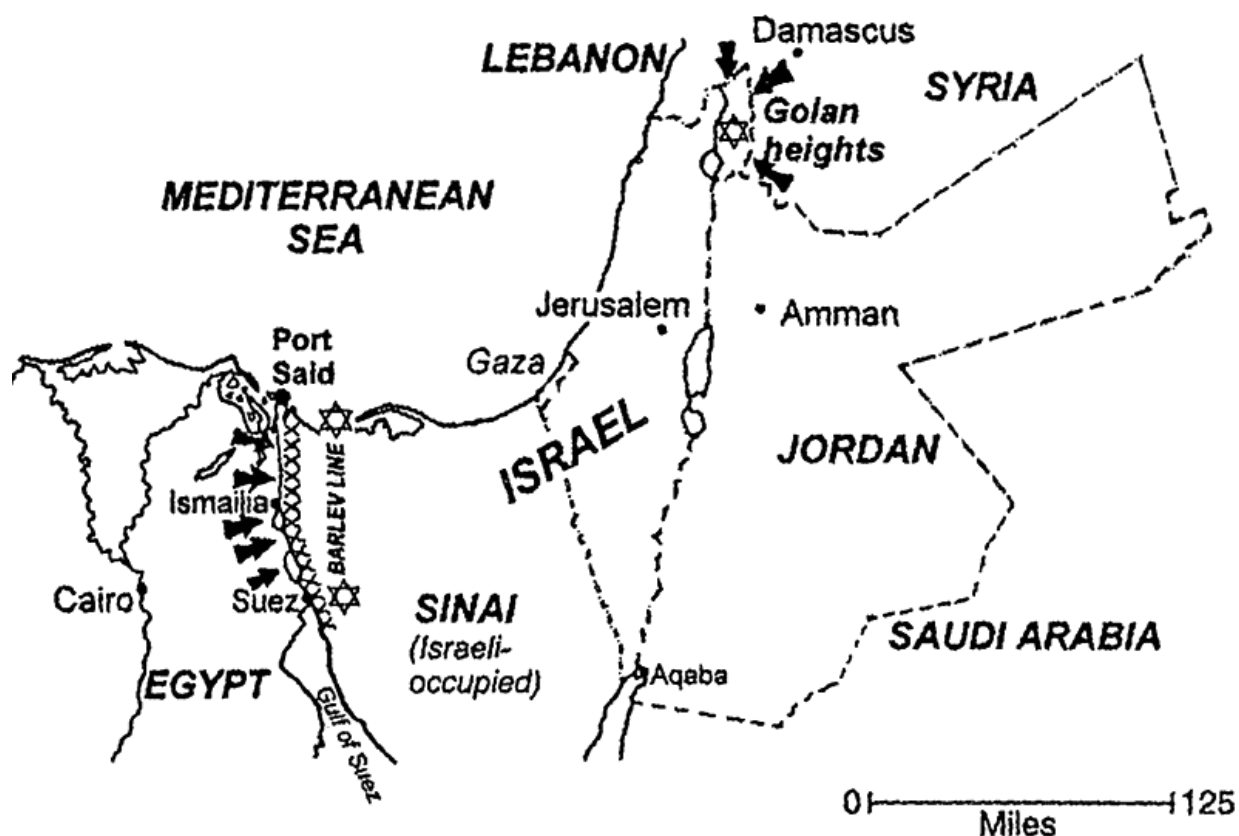 Damascus
LEBANON
SYRIA
Golan
heights
MEDITERRANEAN
SEA
Jerusalem
Amman
Port
Said
Gaza
ISRAEL
JORDAN
Ismailia
BARLEV LINE
Cairo
Suez
SINAI
(Israeli-
occupied)
SAUDI ARABIA
EGYPT
Aqaba
Gulf of Suez
0
125
Miles